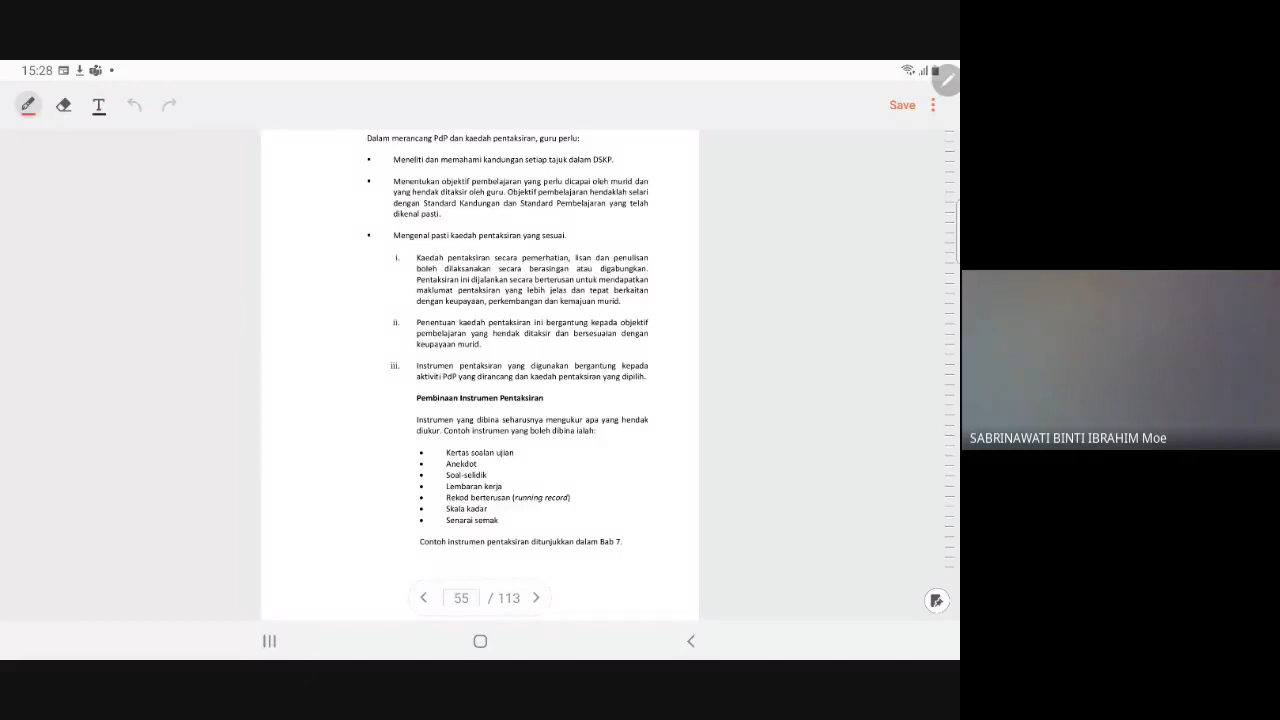 15:28
T
Save
Dalam merancang PdP dan kaedah pentaksiran, guru perlu:
▪ Meneliti dan memahami kandungan setiap tajuk dalam DSKP.
▪ Menentukan objektif pembelajaran yang perlu dicapai oleh murid dan
yang hendak ditaksir oleh guru. Objektif pembelajaran hendaklah selari
dengan Standard Kandungan dan Standard Pembelajaran yang telah
dikenal pasti.
▪ Mengenal pasti kaedah pentaksiran yang sesuai.
i. Kaedah pentaksiran secara pemerhatian, lisan dan penulisan
boleh dilaksanakan secara berasingan atau digabungkan.
Pentaksiran ini dijalankan secara berterusan untuk mendapatkan
maklumat pentaksiran yang lebih jelas dan tepat berkaitan
dengan keupayaan, perkembangan dan kemajuan murid.
ii. Penentuan kaedah pentaksiran ini bergantung kepada objektif
pembelajaran yang hendak ditaksir dan bersesuaian dengan
keupayaan murid.
iii. Instrumen pentaksiran yang digunakan bergantung kepada
aktiviti PdP yang dirancang dan kaedah pentaksiran yang dipilih.
Pembinaan Instrumen Pentaksiran
Instrumen yang dibina seharusnya mengukur apa yang hendak
diukur. Contoh instrumen yang boleh dibina ialah:
• Kertas soalan ujian
• Anekdot
• Soal-selidik
• Lembaran kerja
• Rekod berterusan (running record)
• Skala kadar
• Senarai semak
Contoh instrumen pentaksiran ditunjukkan dalam Bab 7.
55 / 113
SABRINAWATI BINTI IBRAHIM Moe